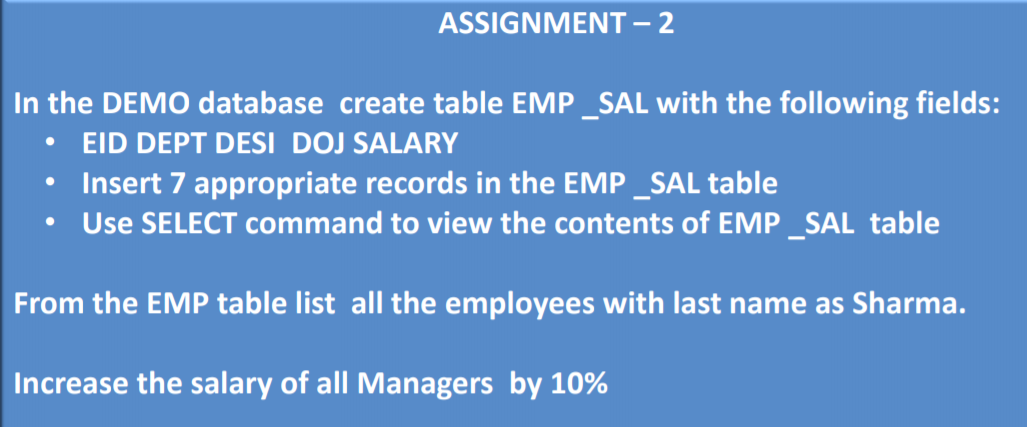 ASSIGNMENT – 2
In the DEMO database create table EMP _SAL with the following fields:
• EID DEPT DESI DOJ SALARY
• Insert 7 appropriate records in the EMP _SAL table
• Use SELECT command to view the contents of EMP _SAL table
From the EMP table list all the employees with last name as Sharma.
Increase the salary of all Managers by 10%